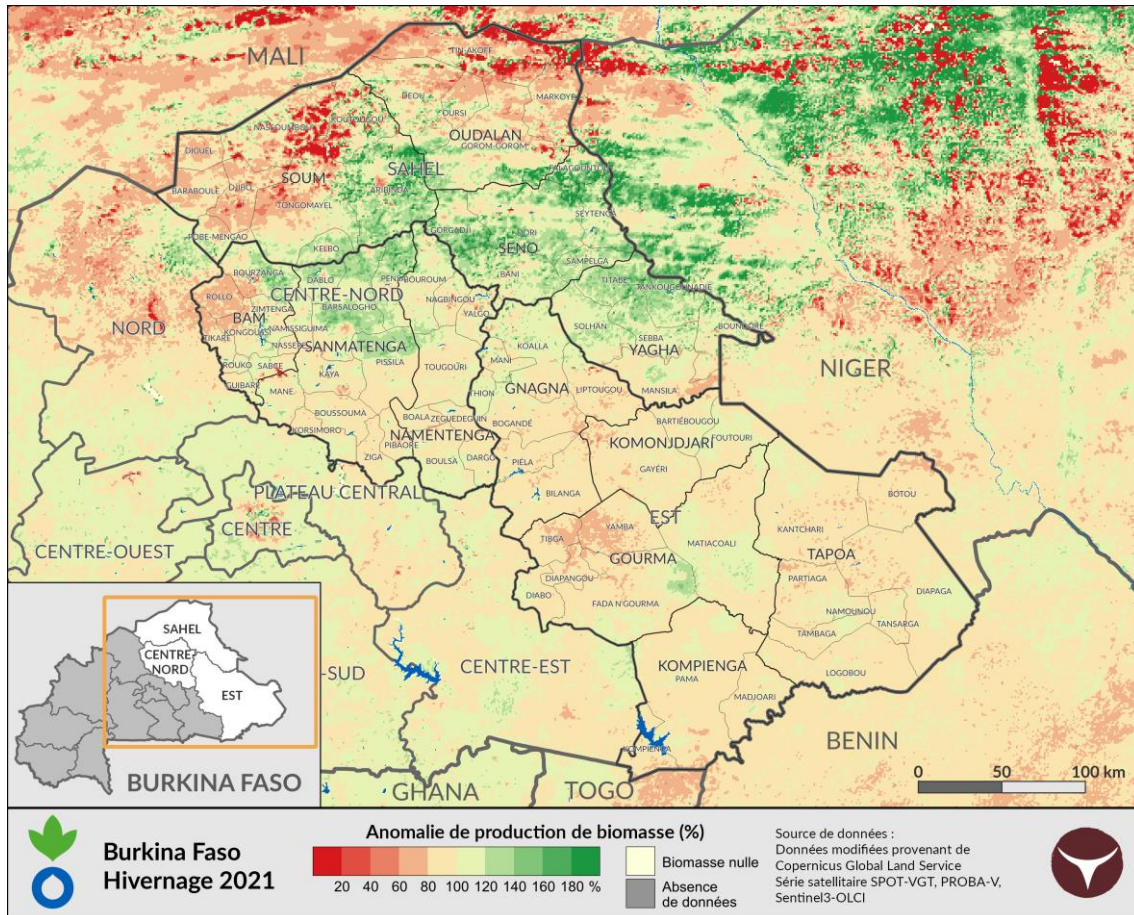 MALI
TIN-AKOFF
DEOU
MARKOYE
OURSI
KOUTOUGOU
NASSOUMBOU
OUDALAN
GOROM-GOROM
DIGUEL
SAHEL
FALAGOUNTOU
SOUM
BARABOULE
DJIBO
ARIBINDA
TONGOMAYEL
SEYTENGA
GORGADJI
DORI
POBE-MENGAO
KELBO
SENO
SAMPELGA
BANI
BOURZANGA
DABLO
BOUROUM
TITABE
TANKOUGOUNADIE
CENTRE-NORD
ROLLO
NAGBINGOU
BARSALOGHO
ZIMTENGA
YALGO
BAM
NORD
KONGOUSSI
NAMISSIGUIMA
SOLHAN
BOUNDORE
TIKARE
NASSERE
SANMATENGA
KOALLA
SEBBA
YAGHA
ROUKO
SABCE
PISSILA
MANI
TOUGOURI
KAYA
GNAGNA
NIGER
GUIBARE
MANE
THION
LIPTOUGOU
MANSILA
BOUSSOUMA
BOALA
ZEGUEDEGUIN
BOGANDÉ
BARTIÉBOUGOU
KORSIMORO
NAMENTENGA
KOMONDJARI
FOUTOURI
PIBAORE
ZIGA
BOULSA
DARGO
PIÉLA
GAYÉRI
PLATEAU CENTRAL
BILANGA
BOTOU
CENTRE
EST
YAMBA
KANTCHARI
CENTRE-OUEST
TIBGA
MATIACOALI
GOURMA
TAPOA
DIAPANGOU
PARTIAGA
DIABO
FADA N'GOURMA
DIAPAGA
NAMOUNOU
TANSARGA
TAMBAGA
SAHEL
CENTRE-
NORD
EST
-SUD
CENTRE-EST
KOMPIENGA
PAMA
LOGOBOU
MADJOARI
BENIN
KOMPIENGA
BURKINA FASO
GHANA
TOGO
0 50 100 km
Burkina Faso
Hivernage 2021
Anomalie de production de biomasse (%)
20 40 60 80 100 120 140 160 180 %
Biomasse nulle
Absence
de données
Source de données :
Données modifiées provenant de
Copernicus Global Land Service
Série satellitaire SPOT-VGT, PROBA-V,
Sentinel3-OLCI